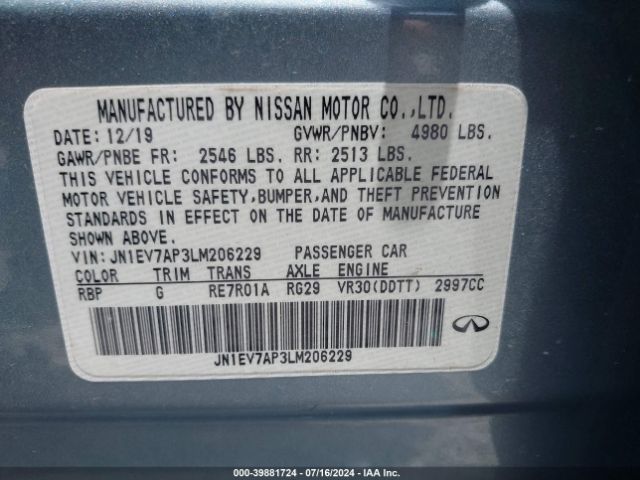 MANUFACTURED BY NISSAN MOTOR CO.,LTD.
DATE: 12/19 GVWR/PNBV: 4980 LBS.
GAWR/PNBE FR: 2546 LBS. RR: 2513 LBS.
THIS VEHICLE CONFORMS TO ALL APPLICABLE FEDERAL
MOTOR VEHICLE SAFETY,BUMPER,AND THEFT PREVENTION
STANDARDS IN EFFECT ON THE DATE OF MANUFACTURE
SHOWN ABOVE.
VIN: JN1EV7AP3LM206229 PASSENGER CAR
COLOR TRIM TRANS AXLE ENGINE
RBP G RE7R01A RG29 VR30(DDTT) 2997CC
JN1EV7AP3LM206229
000-39881724 - 07/16/2024 - IAAI.COM